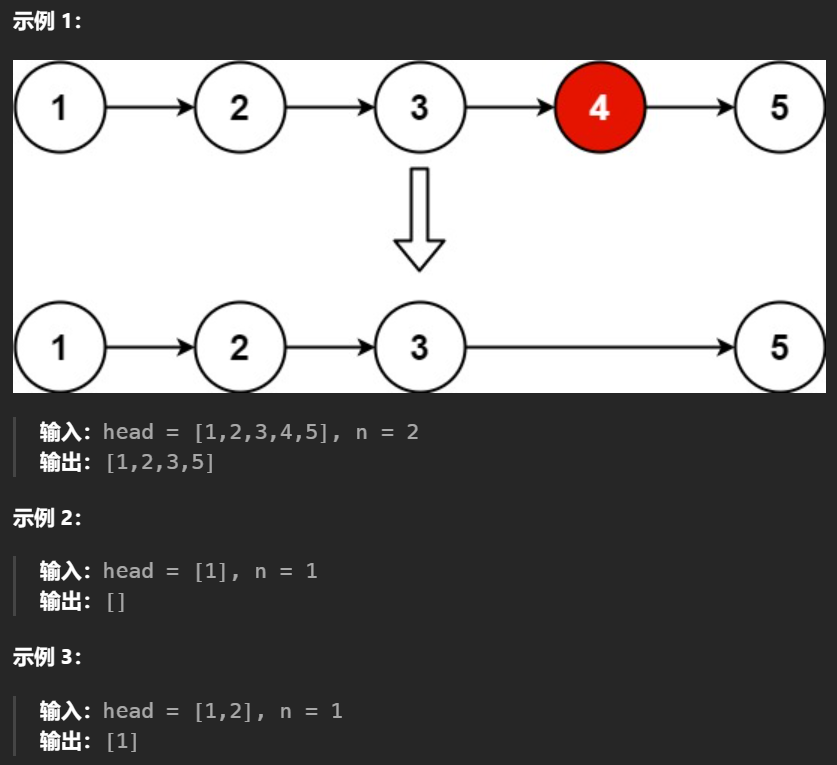 示例 1：
1 2 3 4 5
1 2 3 5
输入：head = [1,2,3,4,5], n = 2
输出：[1,2,3,5]
示例 2：
输入：head = [1], n = 1
输出：[]
示例 3：
输入：head = [1,2], n = 1
输出：[1]